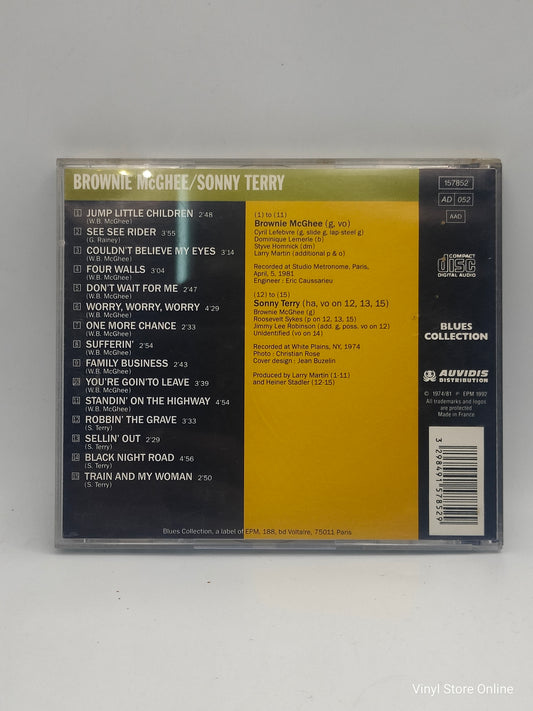 BROWNIE McGHEE/SONNY TERRY
1 JUMP LITTLE CHILDREN 2'48
(W.B. McGhee)
2 SEE SEE RIDER 3'55
(G. Rainey)
3 COULDN'T BELIEVE MY EYES 3'14
(W.B. McGhee)
4 FOUR WALLS 3'04
(W.B. McGhee)
5 DON'T WAIT FOR ME 2'47
(W.B. McGhee)
6 WORRY, WORRY, WORRY 4'29
(W.B. McGhee)
7 ONE MORE CHANCE 2'33
(W.B. McGhee)
8 SUFFERIN' 2'54
(W.B. McGhee)
9 FAMILY BUSINESS 2'43
(W.B. McGhee)
10 YOU'RE GOIN'TO LEAVE 3'39
(W.B. McGhee)
11 STANDIN' ON THE HIGHWAY 4'54
(W.B. McGhee)
12 ROBBIN' THE GRAVE 3'33
(S. Terry)
13 SELLIN' OUT 2'29
(S. Terry)
14 BLACK NIGHT ROAD 4'56
(S. Terry)
15 TRAIN AND MY WOMAN 2'50
(S. Terry)
(1) to (11)
Brownie McGhee (g, vo)
Cyril Lefebvre (g, slide g, lap-steel g)
Dominique Lemerle (b)
Styve Homnick (dm)
Larry Martin (additional p & o)
Recorded at Studio Metronome, Paris,
April, 5, 1981
Engineer : Eric Caussarieu
(12) to (15)
Sonny Terry (ha, vo on 12, 13, 15)
Brownie McGhee (g)
Roosevelt Sykes (p on 12, 13, 15)
Jimmy Lee Robinson (add. g, poss. vo on 12)
Unidentified (vo on 14)
Recorded at White Plains, NY, 1974
Photo : Christian Rose
Cover design : Jean Buzelin
Produced by Larry Martin (1-11)
and Heiner Stadler (12-15)
157852
AD 052
AAD
COMPACT
disc
DIGITAL AUDIO
BLUES
COLLECTION
AUVIDIS
DISTRIBUTION
© 1974/81 ℗ EPM 1992
All trademarks and logos
are protected
Made in France
3 298491 578529
Blues Collection, a label of EPM, 188, bd Voltaire, 75011 Paris
Vinyl Store Online